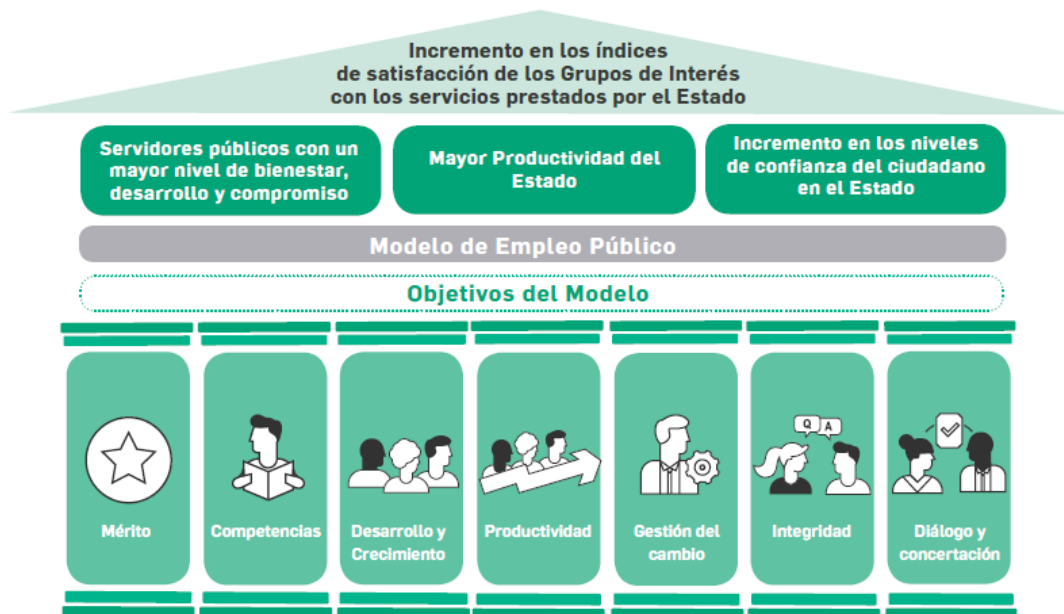 Incremento en los índices
de satisfacción de los Grupos de Interés
con los servicios prestados por el Estado
Servidores públicos con un
mayor nivel de bienestar,
desarrollo y compromiso
Mayor Productividad del
Estado
Incremento en los niveles
de confianza del ciudadano
en el Estado
Modelo de Empleo Público
Objetivos del Modelo
Mérito
Competencias
Desarrollo y
Crecimiento
Productividad
Gestión del
cambio
Q A
Integridad
Diálogo y
concertación